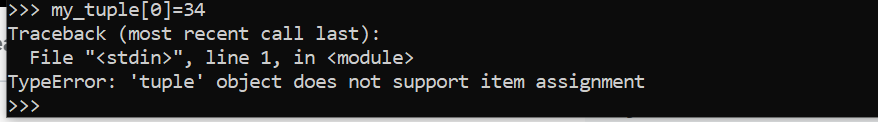 >>> my_tuple[0]=34
Traceback (most recent call last):
  File "<stdin>", line 1, in <module>
TypeError: 'tuple' object does not support item assignment
>>>